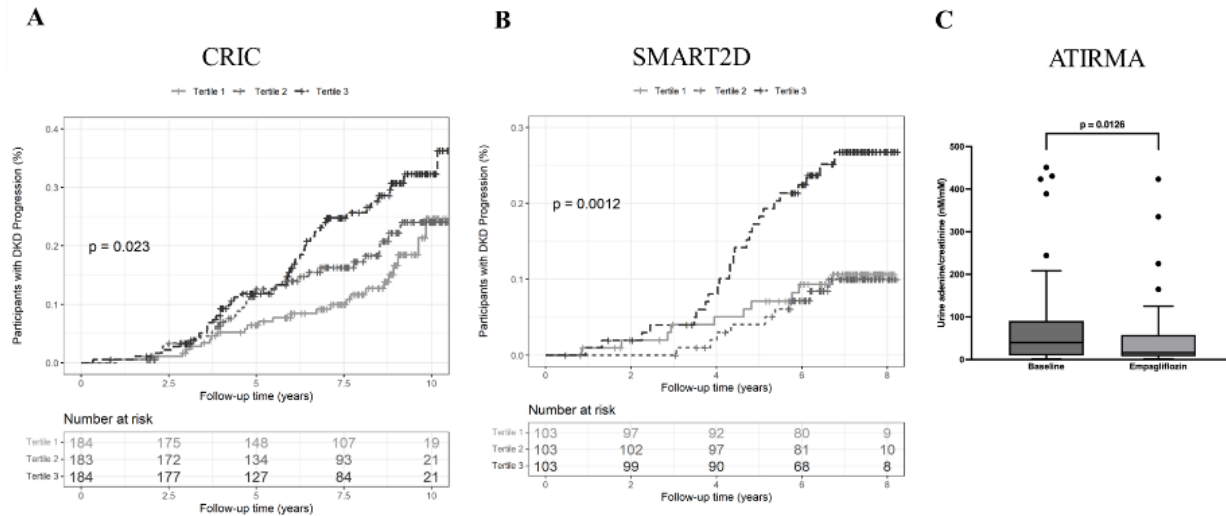 A
CRIC
Tertile 1 Tertile 2 Tertile 3
Participants with DKD Progression (%)
0.4
0.3
0.2
0.1
0.0
p = 0.023
0 2.5 5 7.5 10
Follow-up time (years)
Number at risk
Tertile 1 184 175 148 107 19
Tertile 2 183 172 134 93 21
Tertile 3 184 177 127 84 21
0 2.5 5 7.5 10
Follow-up time (years)
B
SMART2D
Tertile 1 Tertile 2 Tertile 3
Participants with DKD Progression (%)
0.3
0.2
0.1
0.0
p = 0.0012
0 2 4 6 8
Follow-up time (years)
Number at risk
Tertile 1 103 97 92 80 9
Tertile 2 103 102 97 81 10
Tertile 3 103 99 90 68 8
0 2 4 6 8
Follow-up time (years)
C
ATIRMA
p = 0.0126
Urine adenine/creatinine (nM/mM)
500
400
300
200
100
0
Baseline Empagliflozin